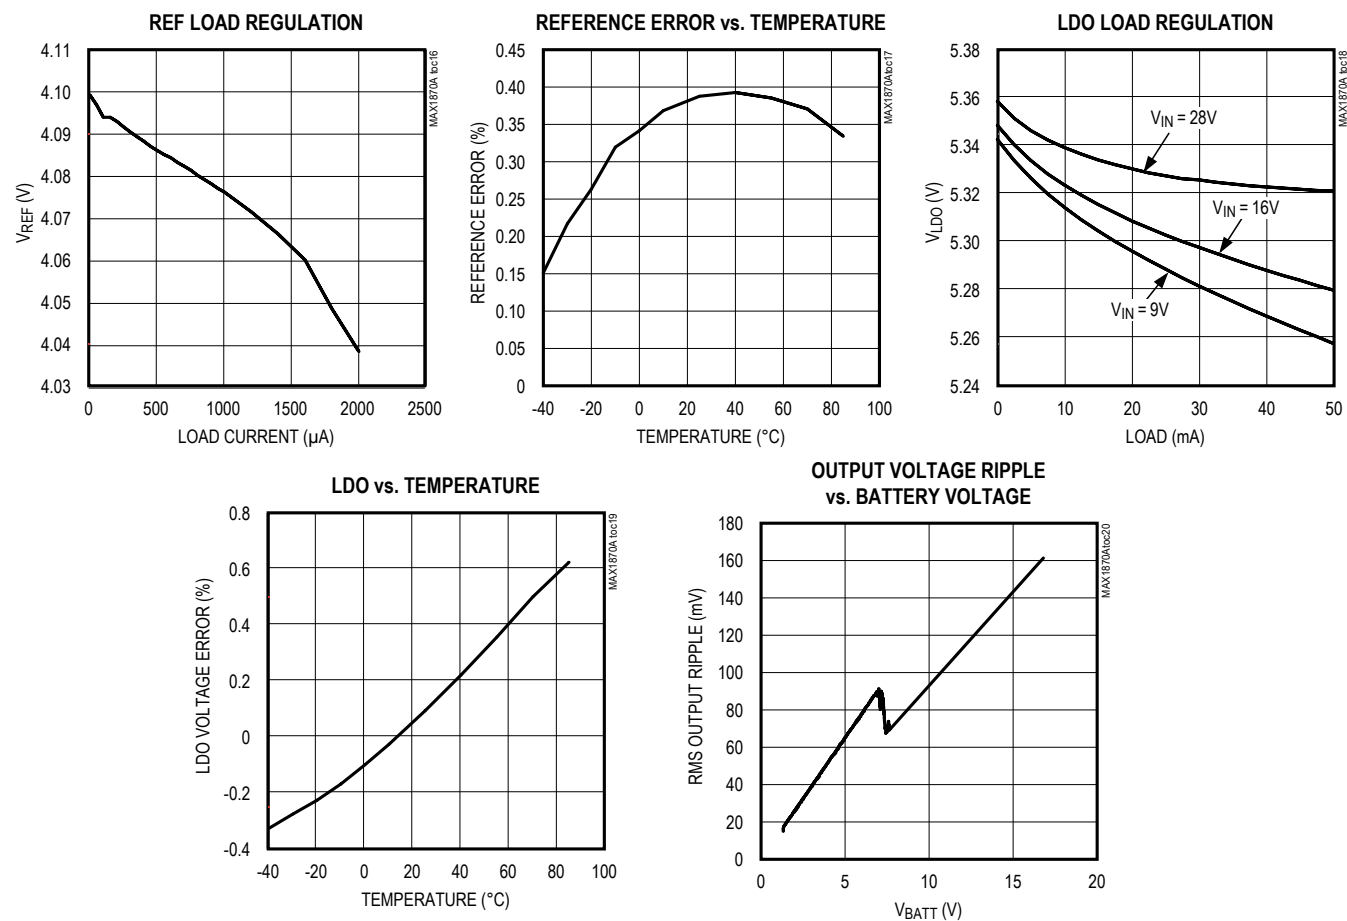 REF LOAD REGULATION
4.11
4.10
4.09
4.08
4.07
4.06
4.05
4.04
4.03
VREF (V)
0 500 1000 1500 2000 2500
LOAD CURRENT (µA)
MAX1870A toc16
REFERENCE ERROR vs. TEMPERATURE
0.45
0.40
0.35
0.30
0.25
0.20
0.15
0.10
0.05
0
REFERENCE ERROR (%)
-40 -20 0 20 40 60 80 100
TEMPERATURE (°C)
MAX1870Atoc17
LDO LOAD REGULATION
5.38
5.36
5.34
5.32
5.30
5.28
5.26
5.24
VLDO (V)
VIN = 28V
VIN = 16V
VIN = 9V
0 10 20 30 40 50
LOAD (mA)
MAX1870A toc18
LDO vs. TEMPERATURE
0.8
0.6
0.4
0.2
0
-0.2
-0.4
LDO VOLTAGE ERROR (%)
-40 -20 0 20 40 60 80 100
TEMPERATURE (°C)
MAX1870A toc19
OUTPUT VOLTAGE RIPPLE
vs. BATTERY VOLTAGE
180
160
140
120
100
80
60
40
20
0
RMS OUTPUT RIPPLE (mV)
0 5 10 15 20
VBATT (V)
MAX1870Atoc20